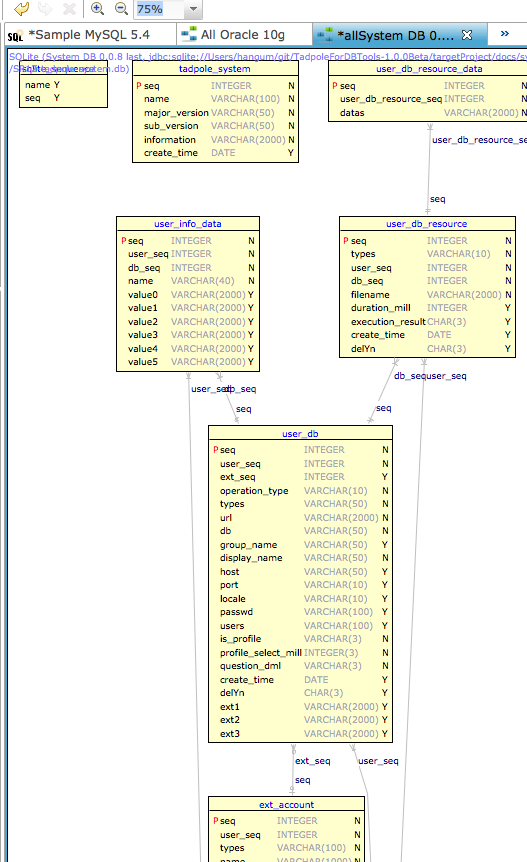 75%
*Sample MySQL 5.4
All Oracle 10g
*allSystem DB 0....
»
SQLite (System DB 0.0.8 last, jdbc:sqlite://Users/hangum/git/TadpoleForDBTools-1.0.0Beta/targetProject/docs/sy
sqlite_sequence
name Y
seq Y
tadpole_system
P seq INTEGER N
name VARCHAR(100) N
major_version VARCHAR(50) N
sub_version VARCHAR(50) N
information VARCHAR(2000) N
create_time DATE Y
user_db_resource_data
P seq INTEGER N
user_db_resource_seq INTEGER N
datas VARCHAR(2000) N
user_db_resource_se
seq
user_info_data
P seq INTEGER N
user_seq INTEGER N
db_seq INTEGER N
name VARCHAR(40) N
value0 VARCHAR(2000) Y
value1 VARCHAR(2000) Y
value2 VARCHAR(2000) Y
value3 VARCHAR(2000) Y
value4 VARCHAR(2000) Y
value5 VARCHAR(2000) Y
user_db_resource
P seq INTEGER N
types VARCHAR(10) N
user_seq INTEGER N
db_seq INTEGER N
filename VARCHAR(2000) N
duration_mill INTEGER Y
execution_result CHAR(3) Y
create_time DATE Y
delYn CHAR(3) Y
user_seq
db_seq
seq
db_seq
user_seq
seq
user_db
P seq INTEGER N
user_seq INTEGER N
ext_seq INTEGER Y
operation_type VARCHAR(10) N
types VARCHAR(50) N
url VARCHAR(2000) N
db VARCHAR(50) N
group_name VARCHAR(50) Y
display_name VARCHAR(50) N
host VARCHAR(50) Y
port VARCHAR(10) Y
locale VARCHAR(10) Y
passwd VARCHAR(100) Y
users VARCHAR(100) Y
is_profile VARCHAR(3) N
profile_select_mill INTEGER(3) N
question_dml VARCHAR(3) N
create_time DATE Y
delYn CHAR(3) Y
ext1 VARCHAR(2000) Y
ext2 VARCHAR(2000) Y
ext3 VARCHAR(2000) Y
ext_seq
user_seq
seq
ext_account
P seq INTEGER N
user_seq INTEGER N
types VARCHAR(100) N
name VARCHAR(1000) N